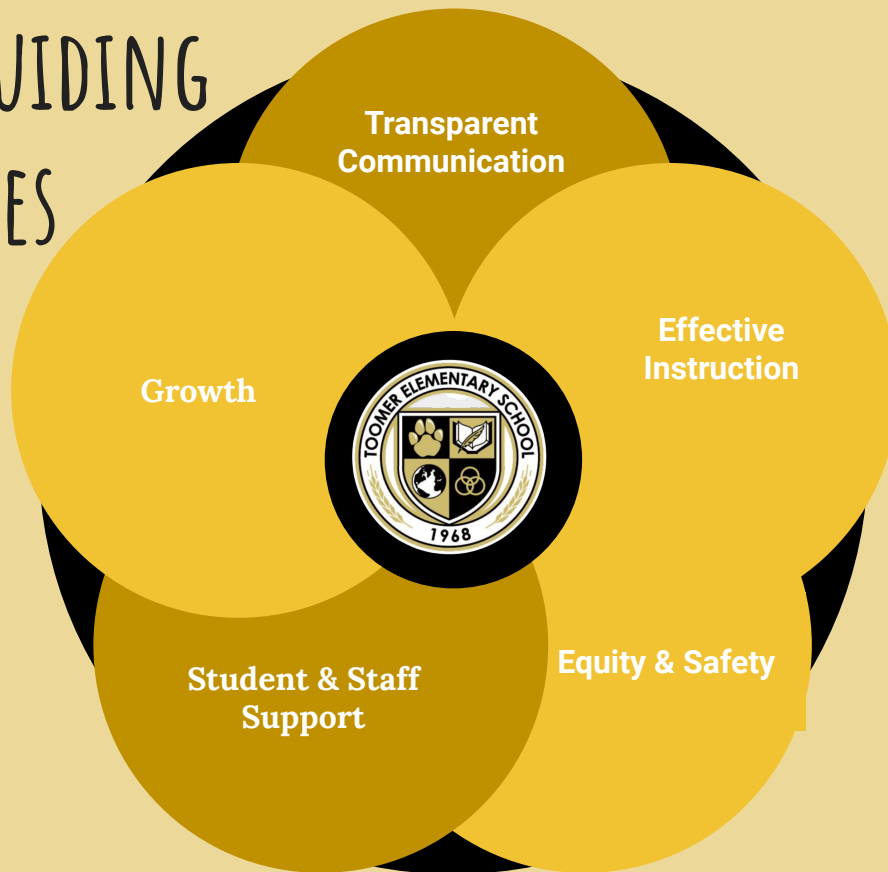 UIDING
ES
Transparent
Communication
Effective
Instruction
Growth
TOOMER ELEMENTARY SCHOOL
1968
Equity & Safety
Student & Staff
Support